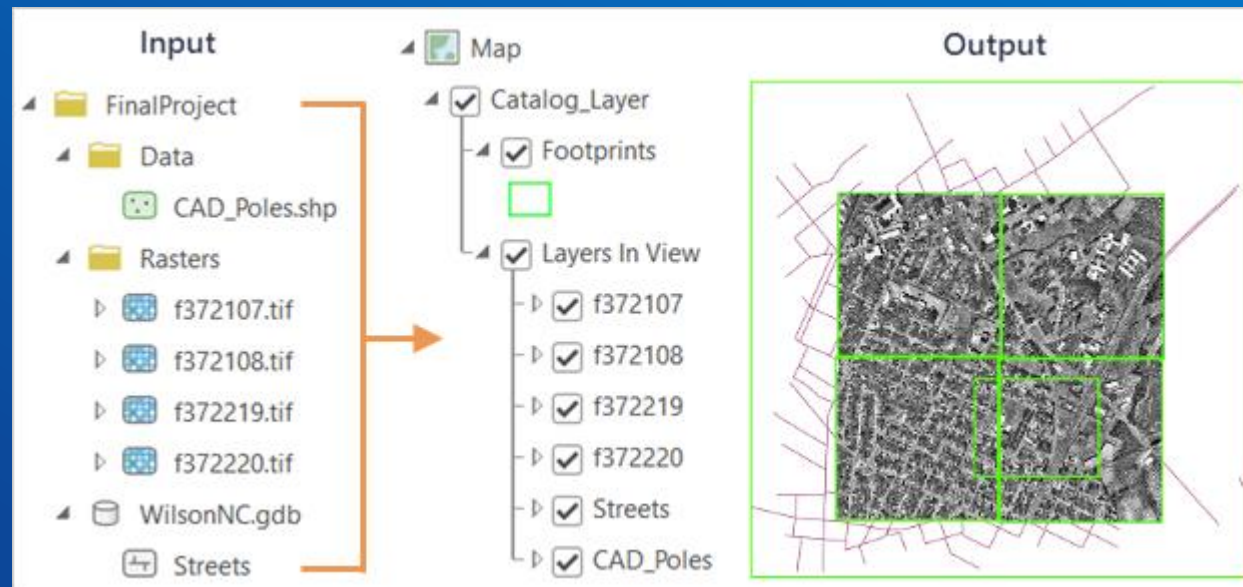 Input
FinalProject
Data
CAD_Poles.shp
Rasters
f372107.tif
f372108.tif
f372219.tif
f372220.tif
WilsonNC.gdb
Streets
Map
Catalog_Layer
Footprints
Layers In View
f372107
f372108
f372219
f372220
Streets
CAD_Poles
Output